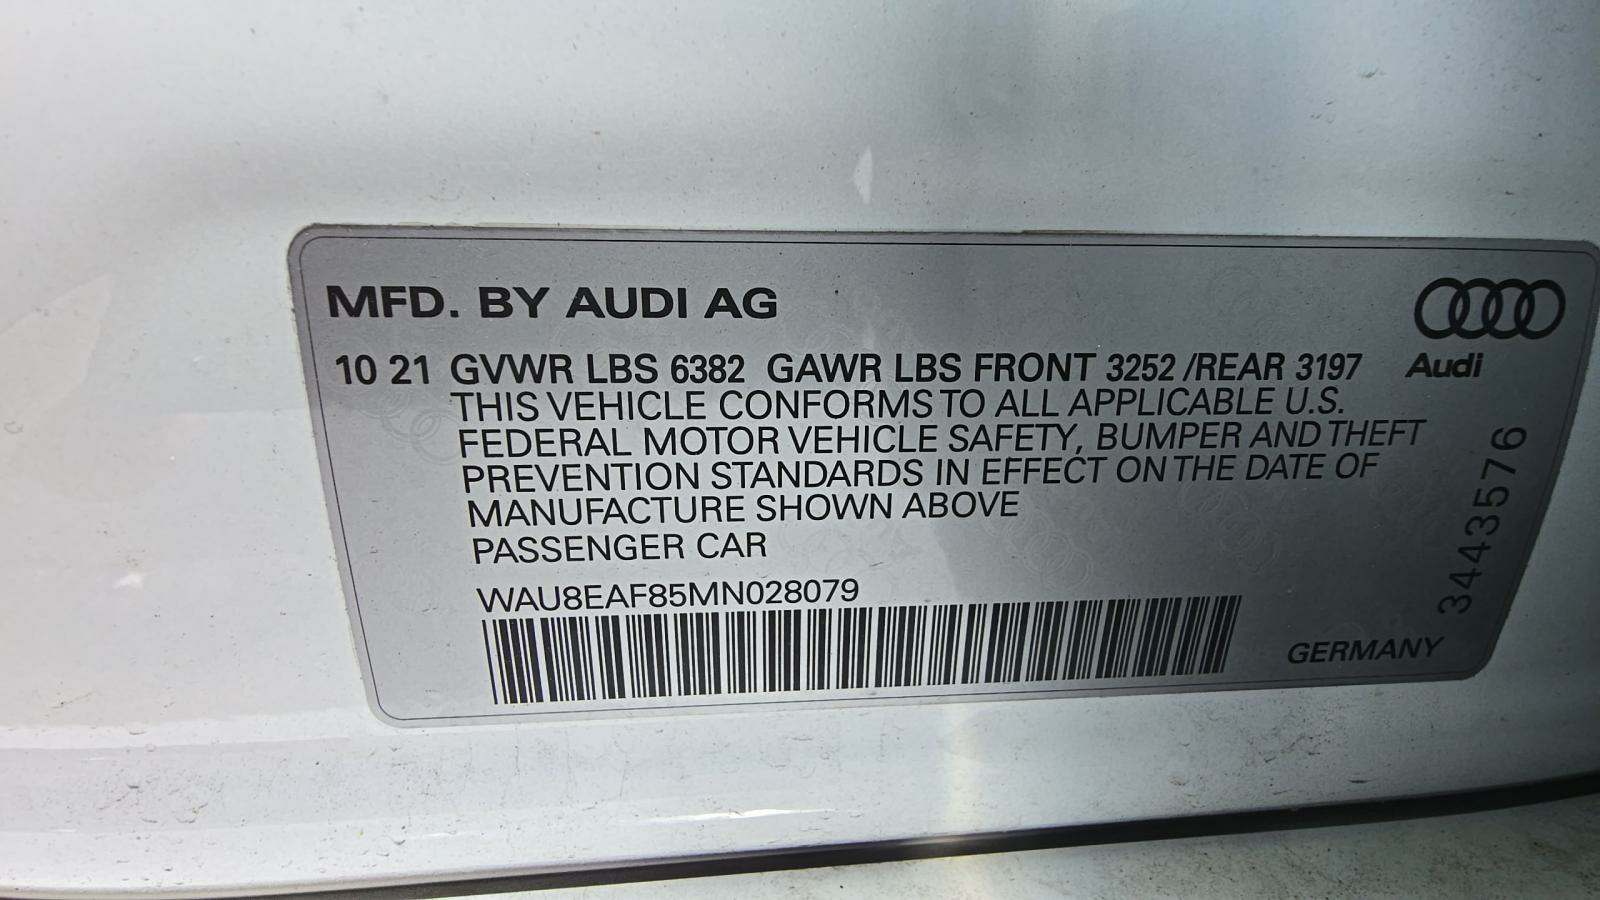 MFD. BY AUDI AG
Audi
10 21 GVWR LBS 6382 GAWR LBS FRONT 3252 /REAR 3197
THIS VEHICLE CONFORMS TO ALL APPLICABLE U.S.
FEDERAL MOTOR VEHICLE SAFETY, BUMPER AND THEFT
PREVENTION STANDARDS IN EFFECT ON THE DATE OF
MANUFACTURE SHOWN ABOVE
PASSENGER CAR
WAU8EAF85MN028079
GERMANY
3443576